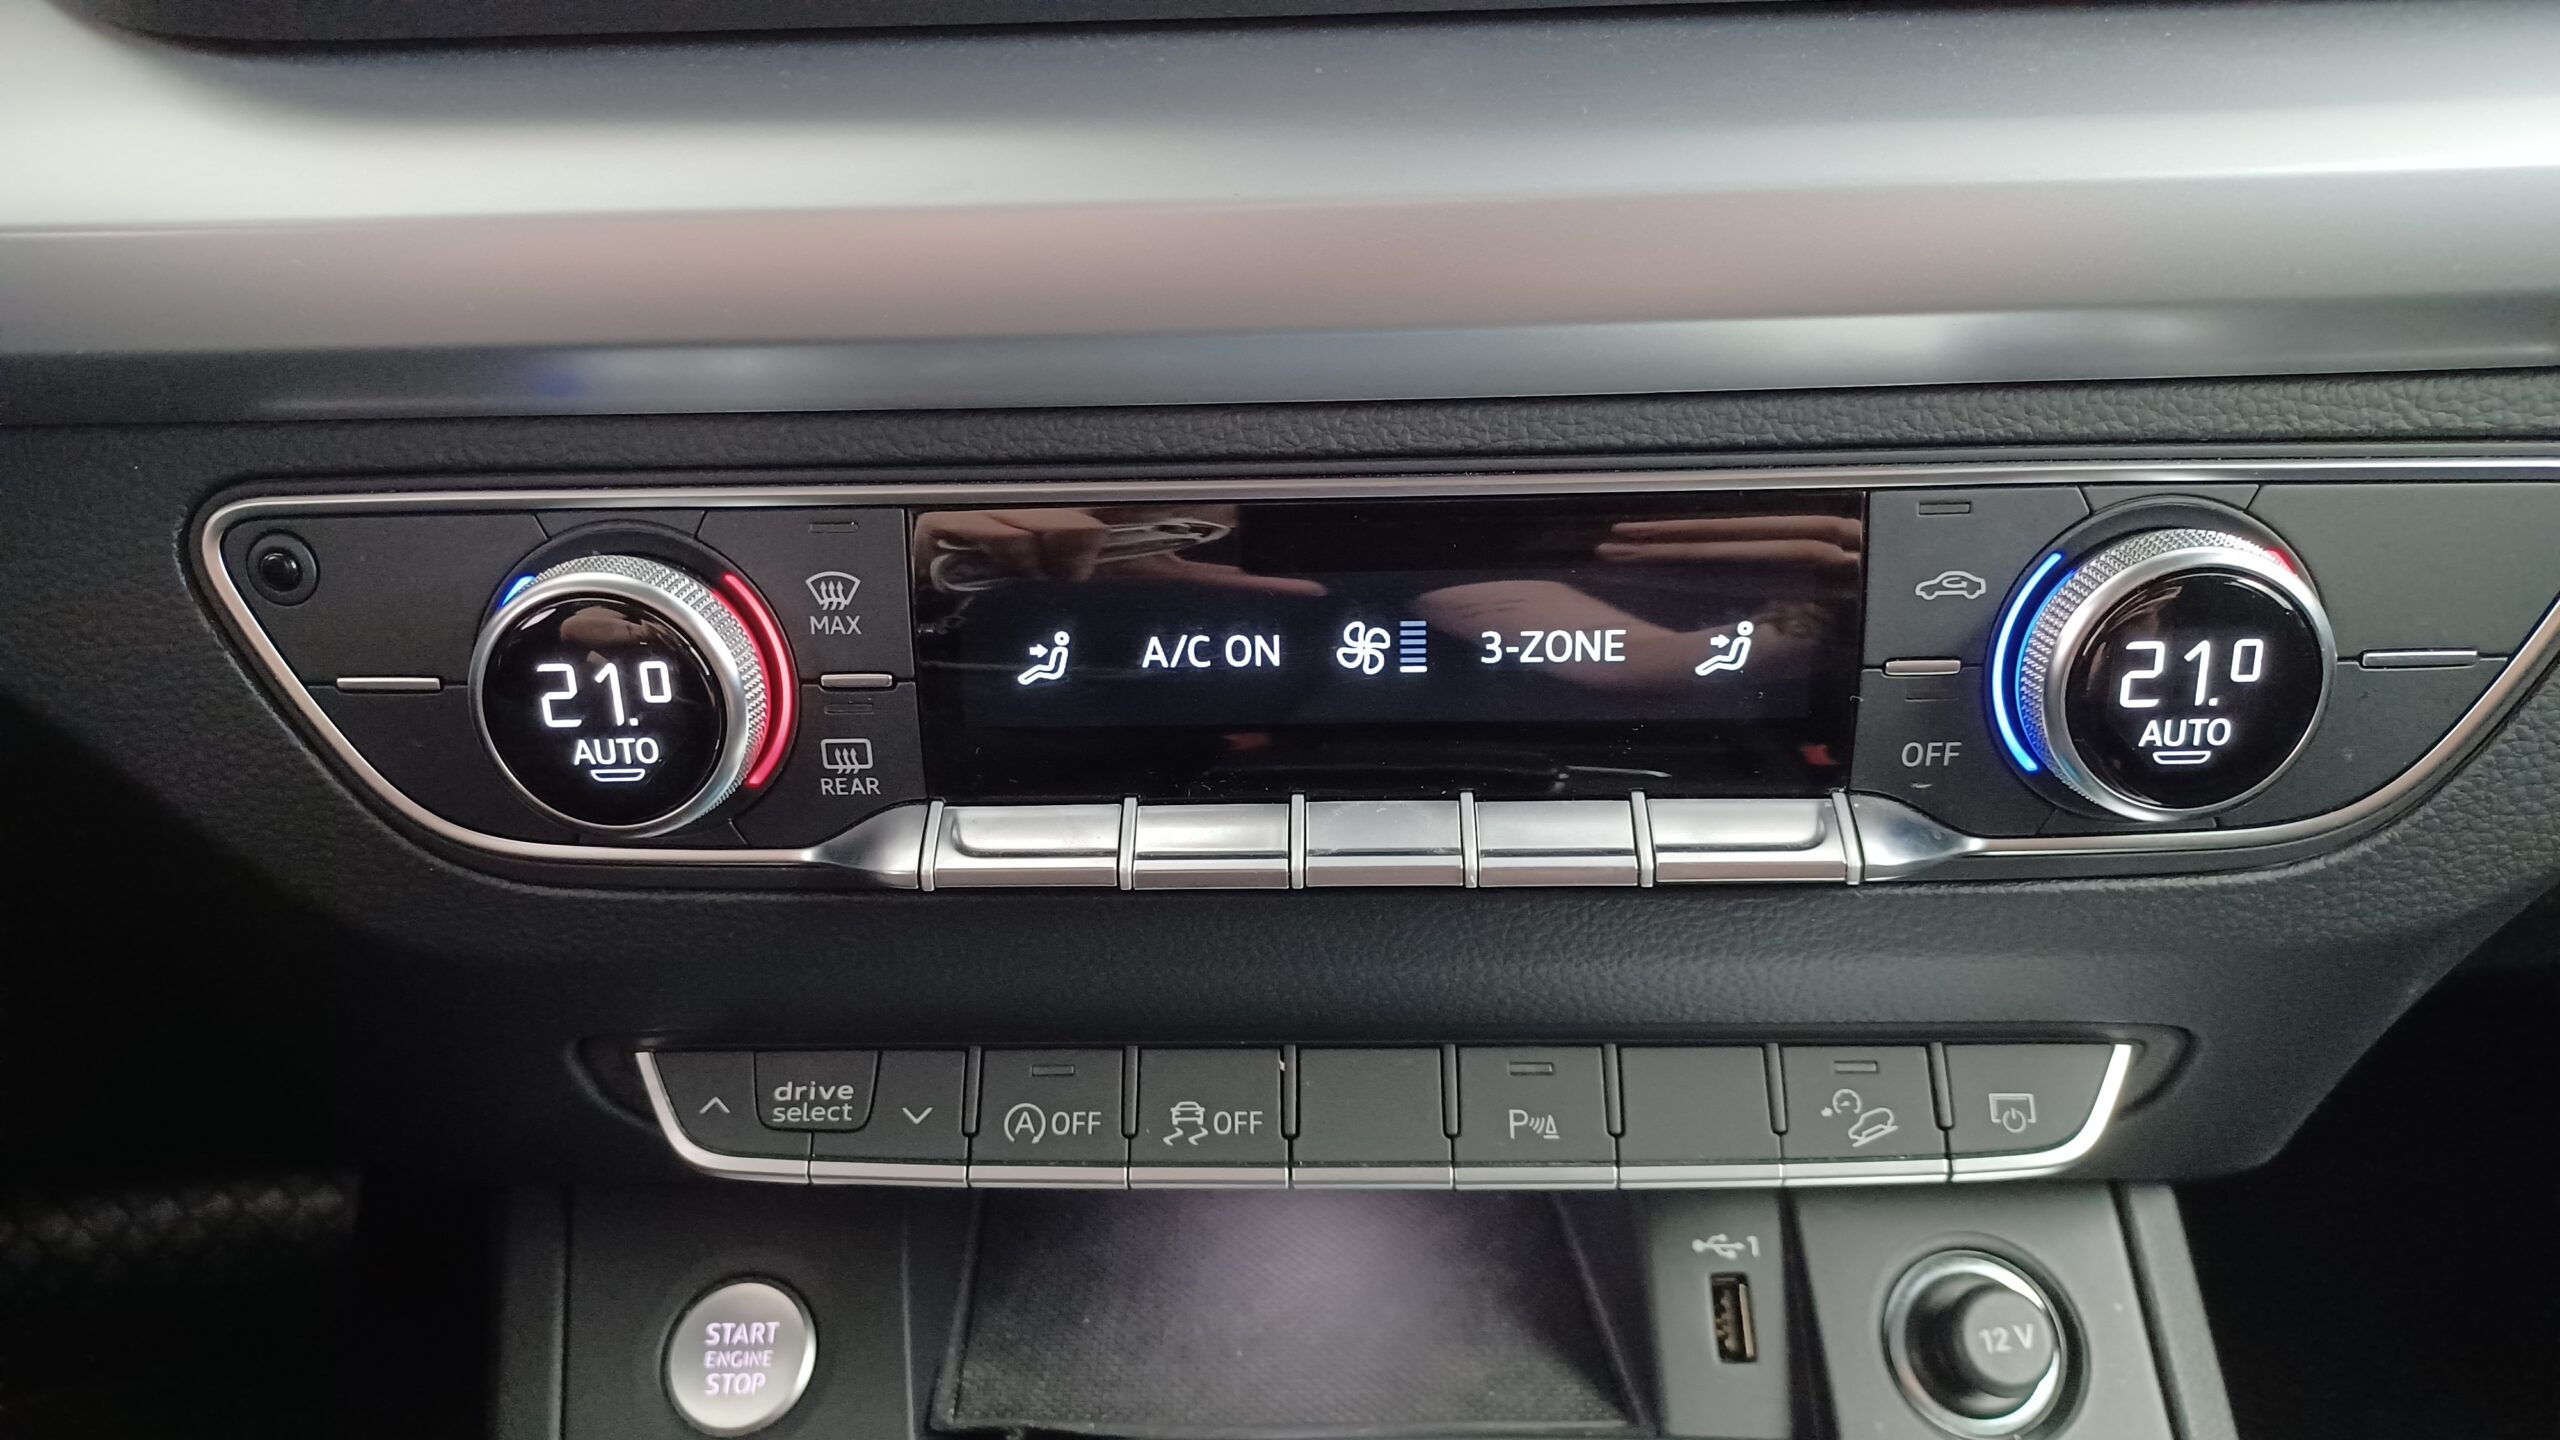 MAX
21.0
AUTO
REAR
A/C ON
3-ZONE
OFF
21.0
AUTO
drive
select
A OFF
OFF
P
1
START
ENGINE
STOP
12 V